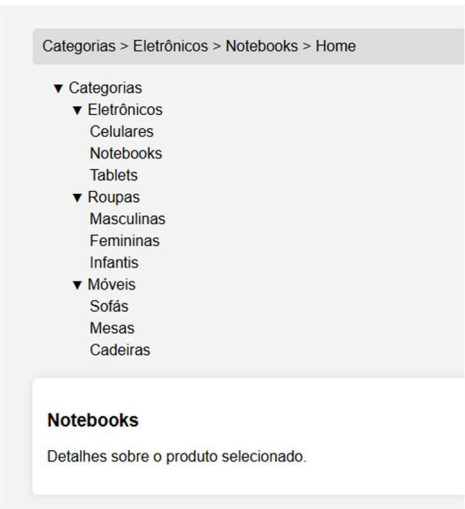 Categorias > Eletrônicos > Notebooks > Home
▼ Categorias
▼ Eletrônicos
Celulares
Notebooks
Tablets
▼ Roupas
Masculinas
Femininas
Infantis
▼ Móveis
Sofás
Mesas
Cadeiras
Notebooks
Detalhes sobre o produto selecionado.